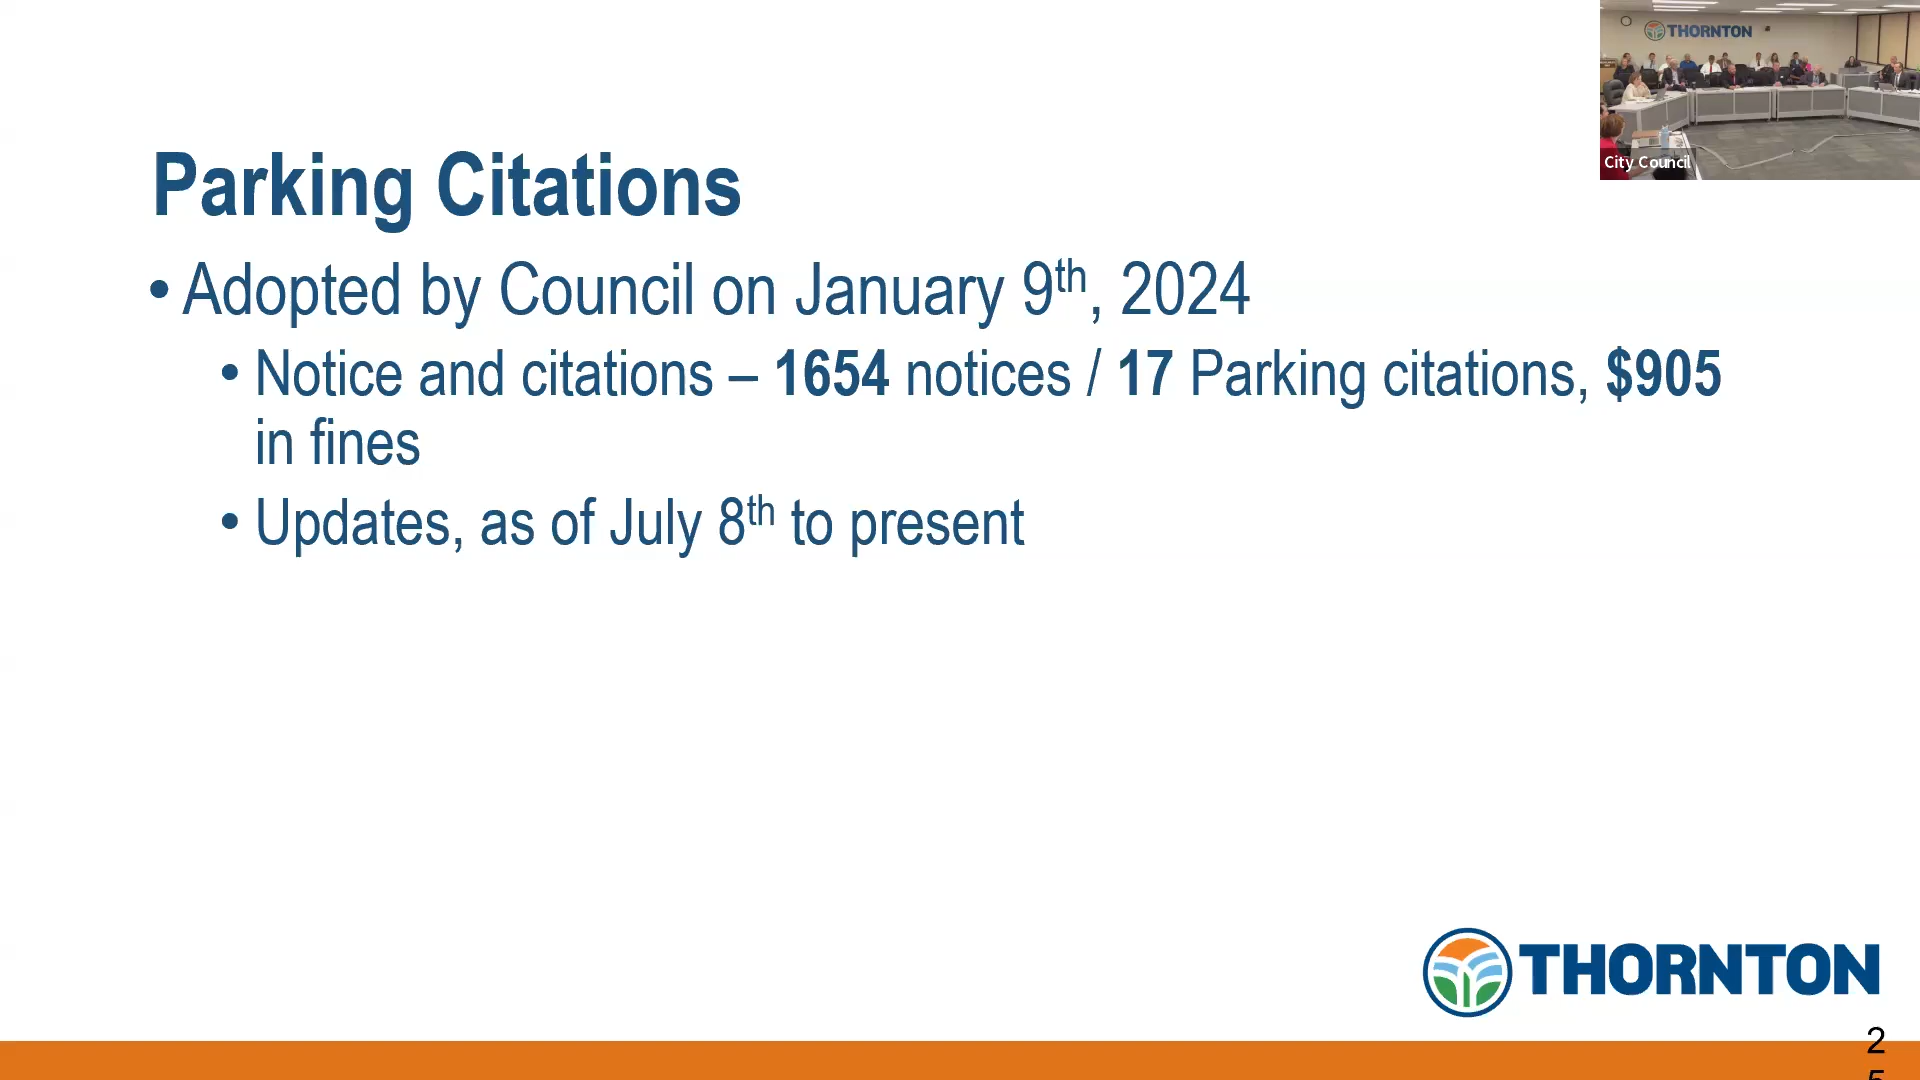 THORNTON
City Council
Parking Citations
• Adopted by Council on January 9th, 2024
• Notice and citations – 1654 notices / 17 Parking citations, $905
in fines
• Updates, as of July 8th to present
THORNTON
2
5